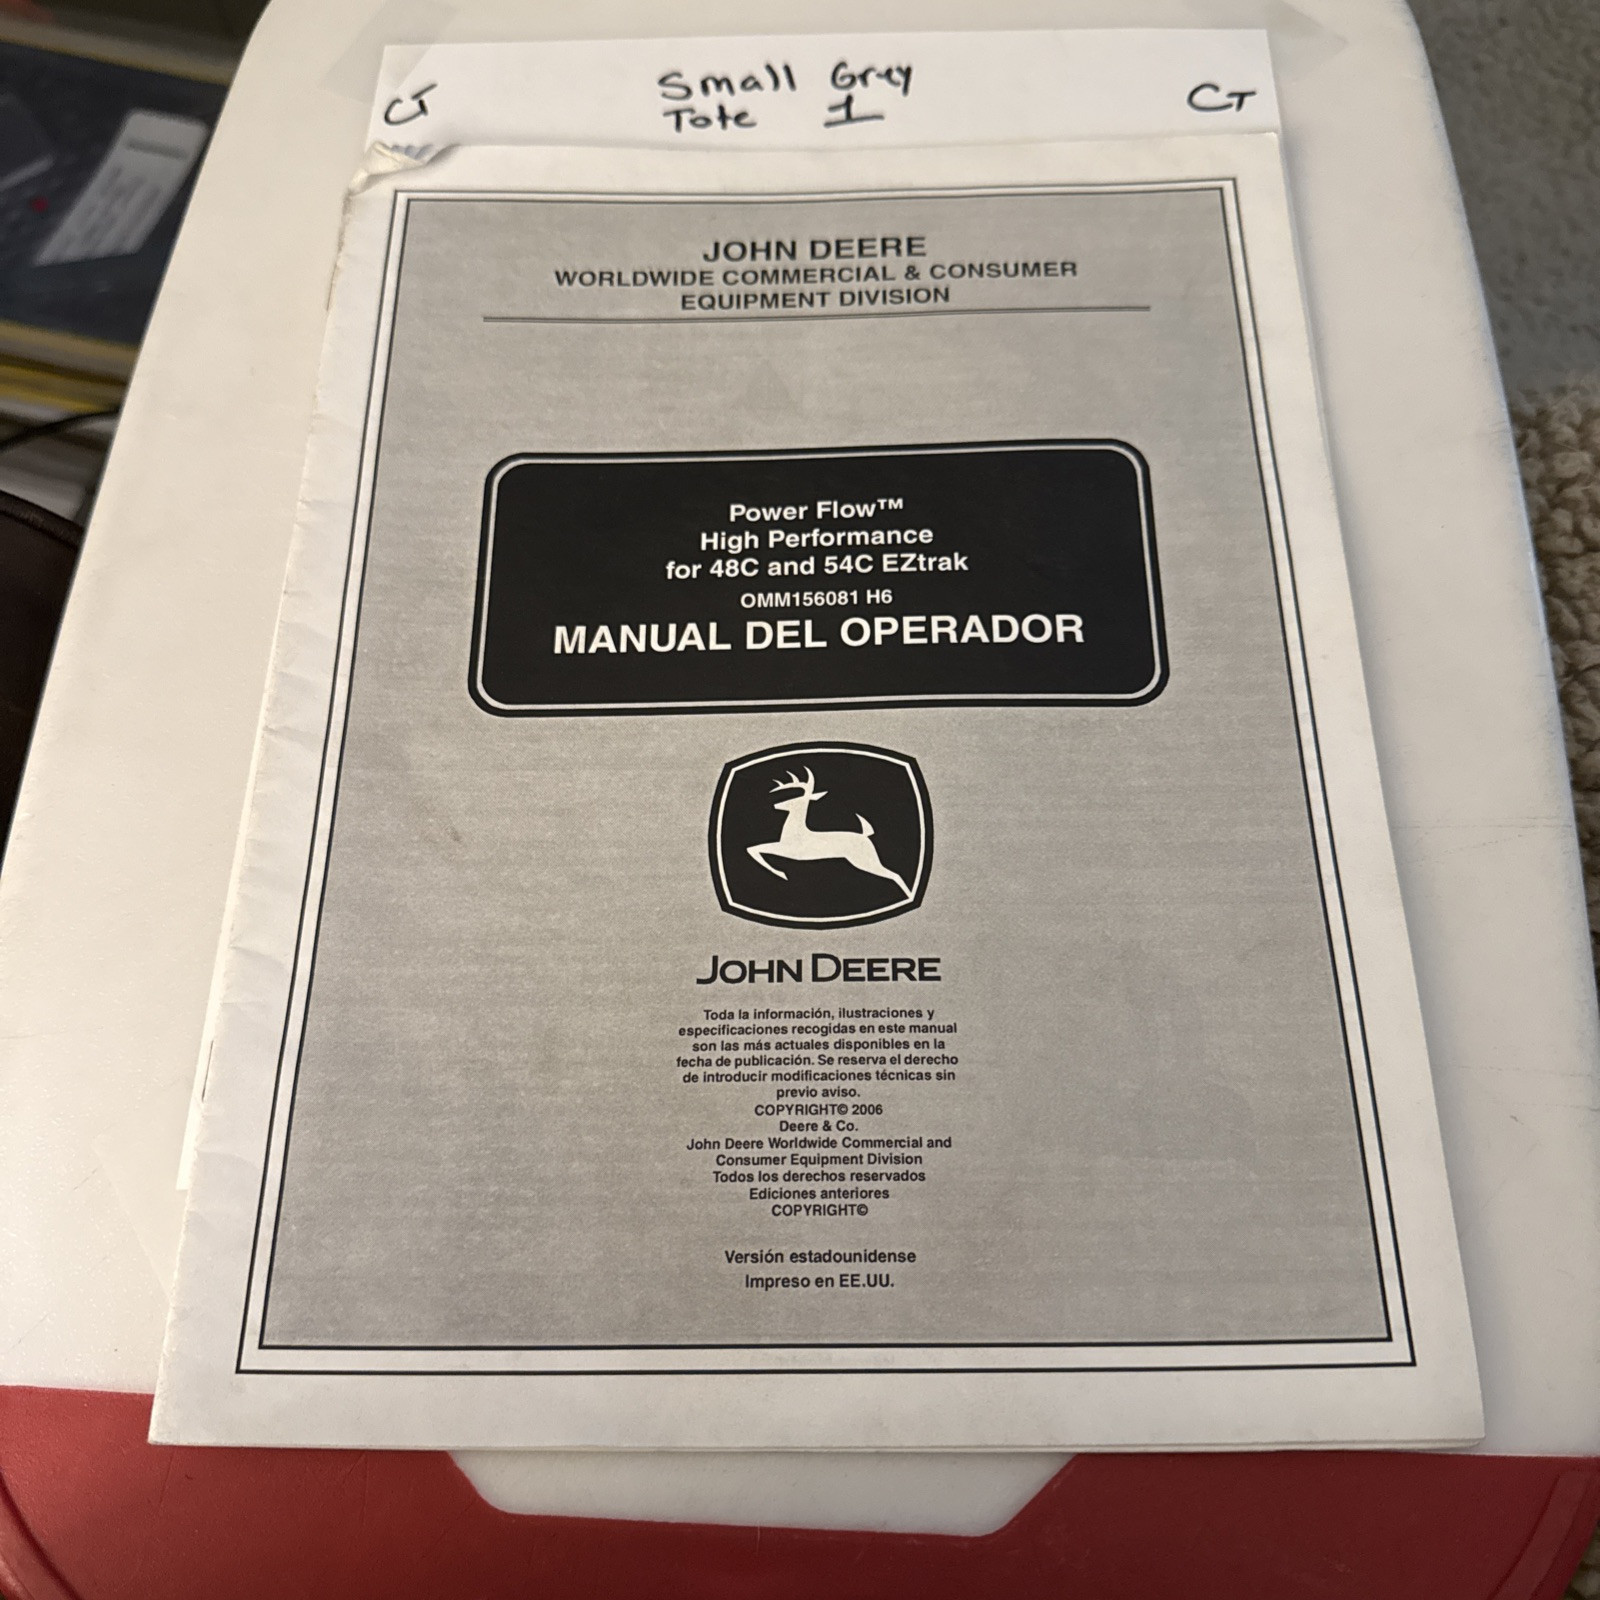 CT Small Grey CT
Tote 1
JOHN DEERE
WORLDWIDE COMMERCIAL & CONSUMER
EQUIPMENT DIVISION
Power Flow™
High Performance
for 48C and 54C EZtrak
OMM156081 H6
MANUAL DEL OPERADOR
JOHN DEERE
Toda la información, ilustraciones y
especificaciones recogidas en este manual
son las más actuales disponibles en la
fecha de publicación. Se reserva el derecho
de introducir modificaciones técnicas sin
previo aviso.
COPYRIGHT© 2006
Deere & Co.
John Deere Worldwide Commercial and
Consumer Equipment Division
Todos los derechos reservados
Ediciones anteriores
COPYRIGHT©
Versión estadounidense
Impreso en EE.UU.